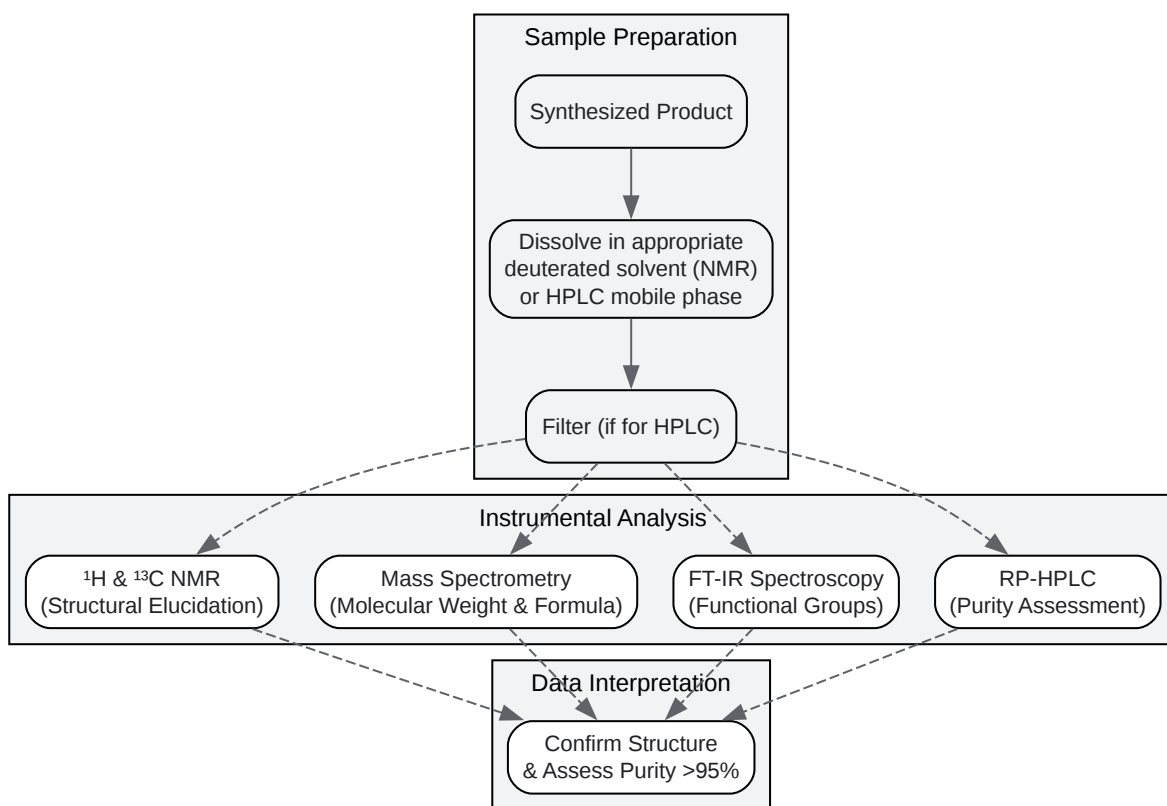 Sample Preparation
Synthesized Product
Dissolve in appropriate
deuterated solvent (NMR)
or HPLC mobile phase
Filter (if for HPLC)
Instrumental Analysis
¹H & ¹³C NMR
(Structural Elucidation)
Mass Spectrometry
(Molecular Weight & Formula)
FT-IR Spectroscopy
(Functional Groups)
RP-HPLC
(Purity Assessment)
Data Interpretation
Confirm Structure
& Assess Purity >95%